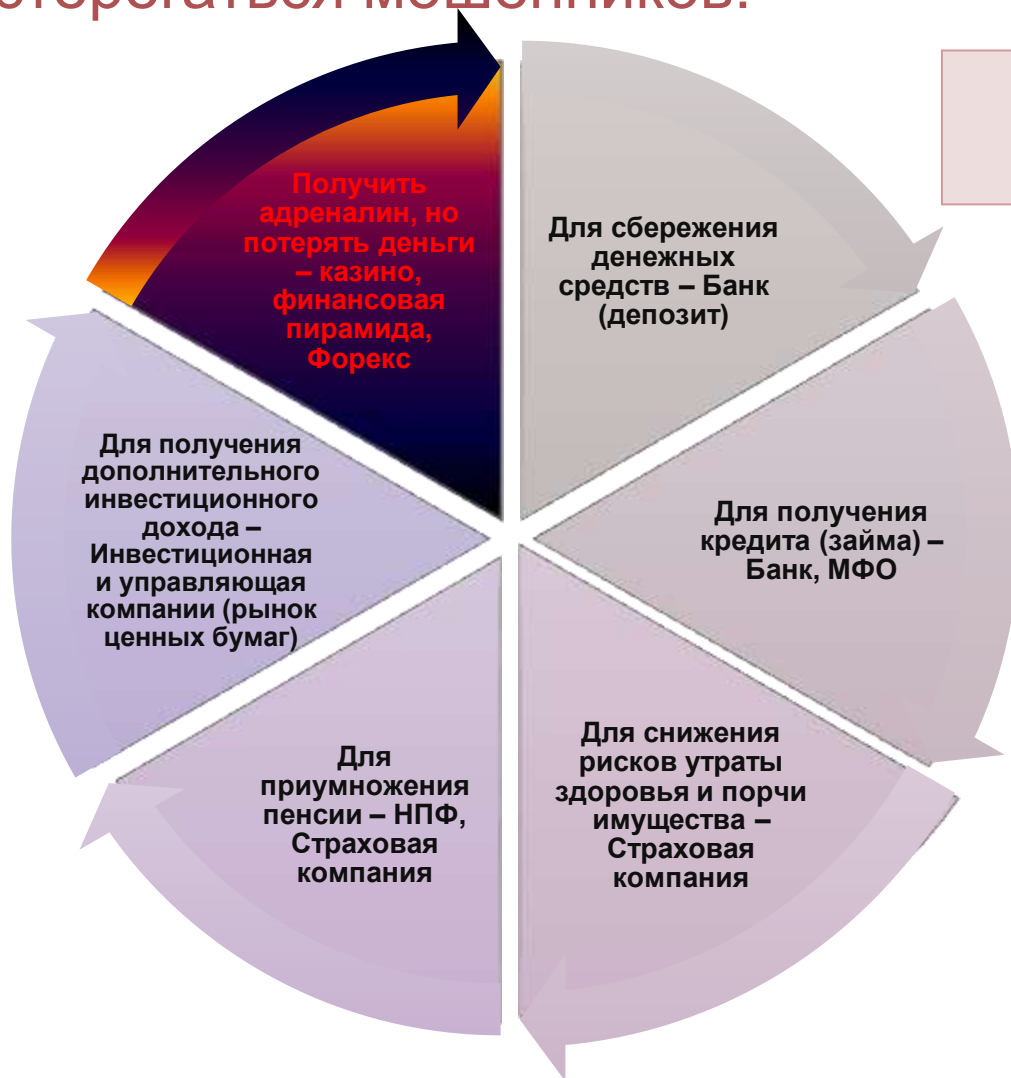 стерегаться мошенников.
Получить
адреналин, но
потерять деньги
– казино,
финансовая
пирамида,
Форекс
Для сбережения
денежных
средств – Банк
(депозит)
Для получения
кредита (займа) –
Банк, МФО
Для снижения
рисков утраты
здоровья и порчи
имущества –
Страховая
компания
Для
приумножения
пенсии – НПФ,
Страховая
компания
Для получения
дополнительного
инвестиционного
дохода –
Инвестиционная
и управляющая
компании (рынок
ценных бумаг)